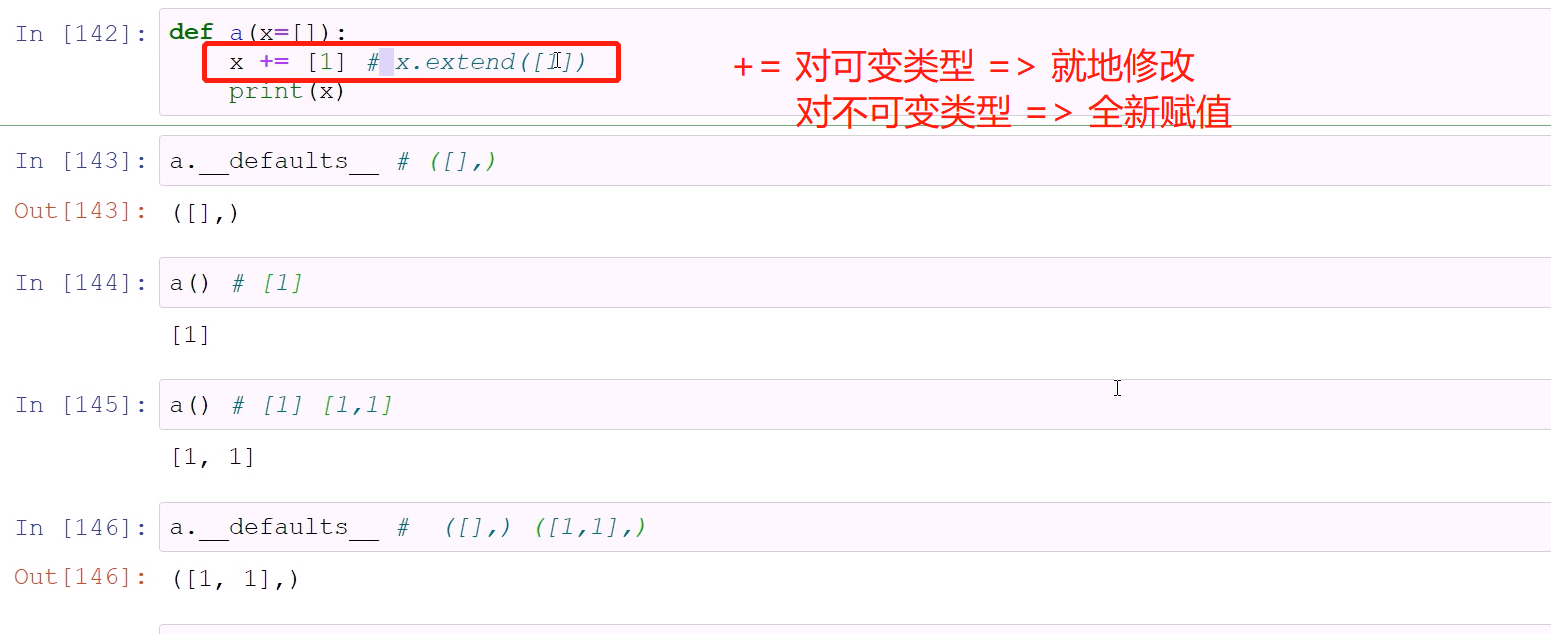 In [142]: def a(x=[]):
x += [1] # x.extend([1])
+= 对可变类型 => 就地修改
print(x)
对不可变类型 => 全新赋值
In [143]: a.__defaults__ # ([],)
Out[143]: ([],)
In [144]: a() # [1]
[1]
In [145]: a() # [1] [1,1]
[1, 1]
In [146]: a.__defaults__ #  ([],) ([1,1],)
Out[146]: ([1, 1],)